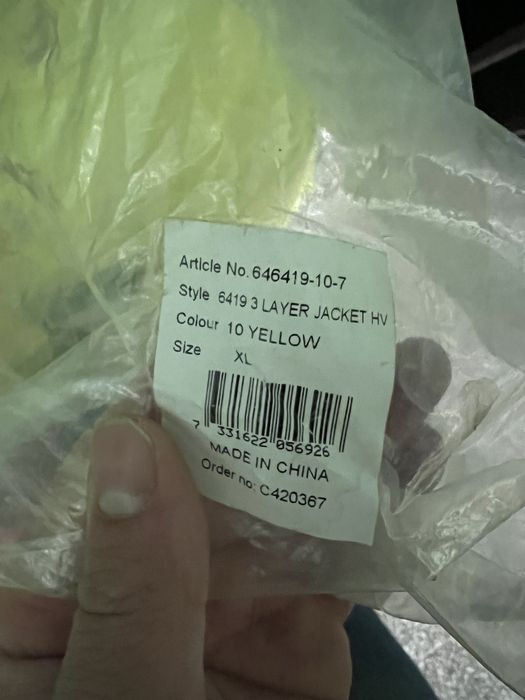 Article No. 646419-10-7
Style 6419 3 LAYER JACKET HV
Colour 10 YELLOW
Size XL
7 331622 056926
MADE IN CHINA
Order no: C420367